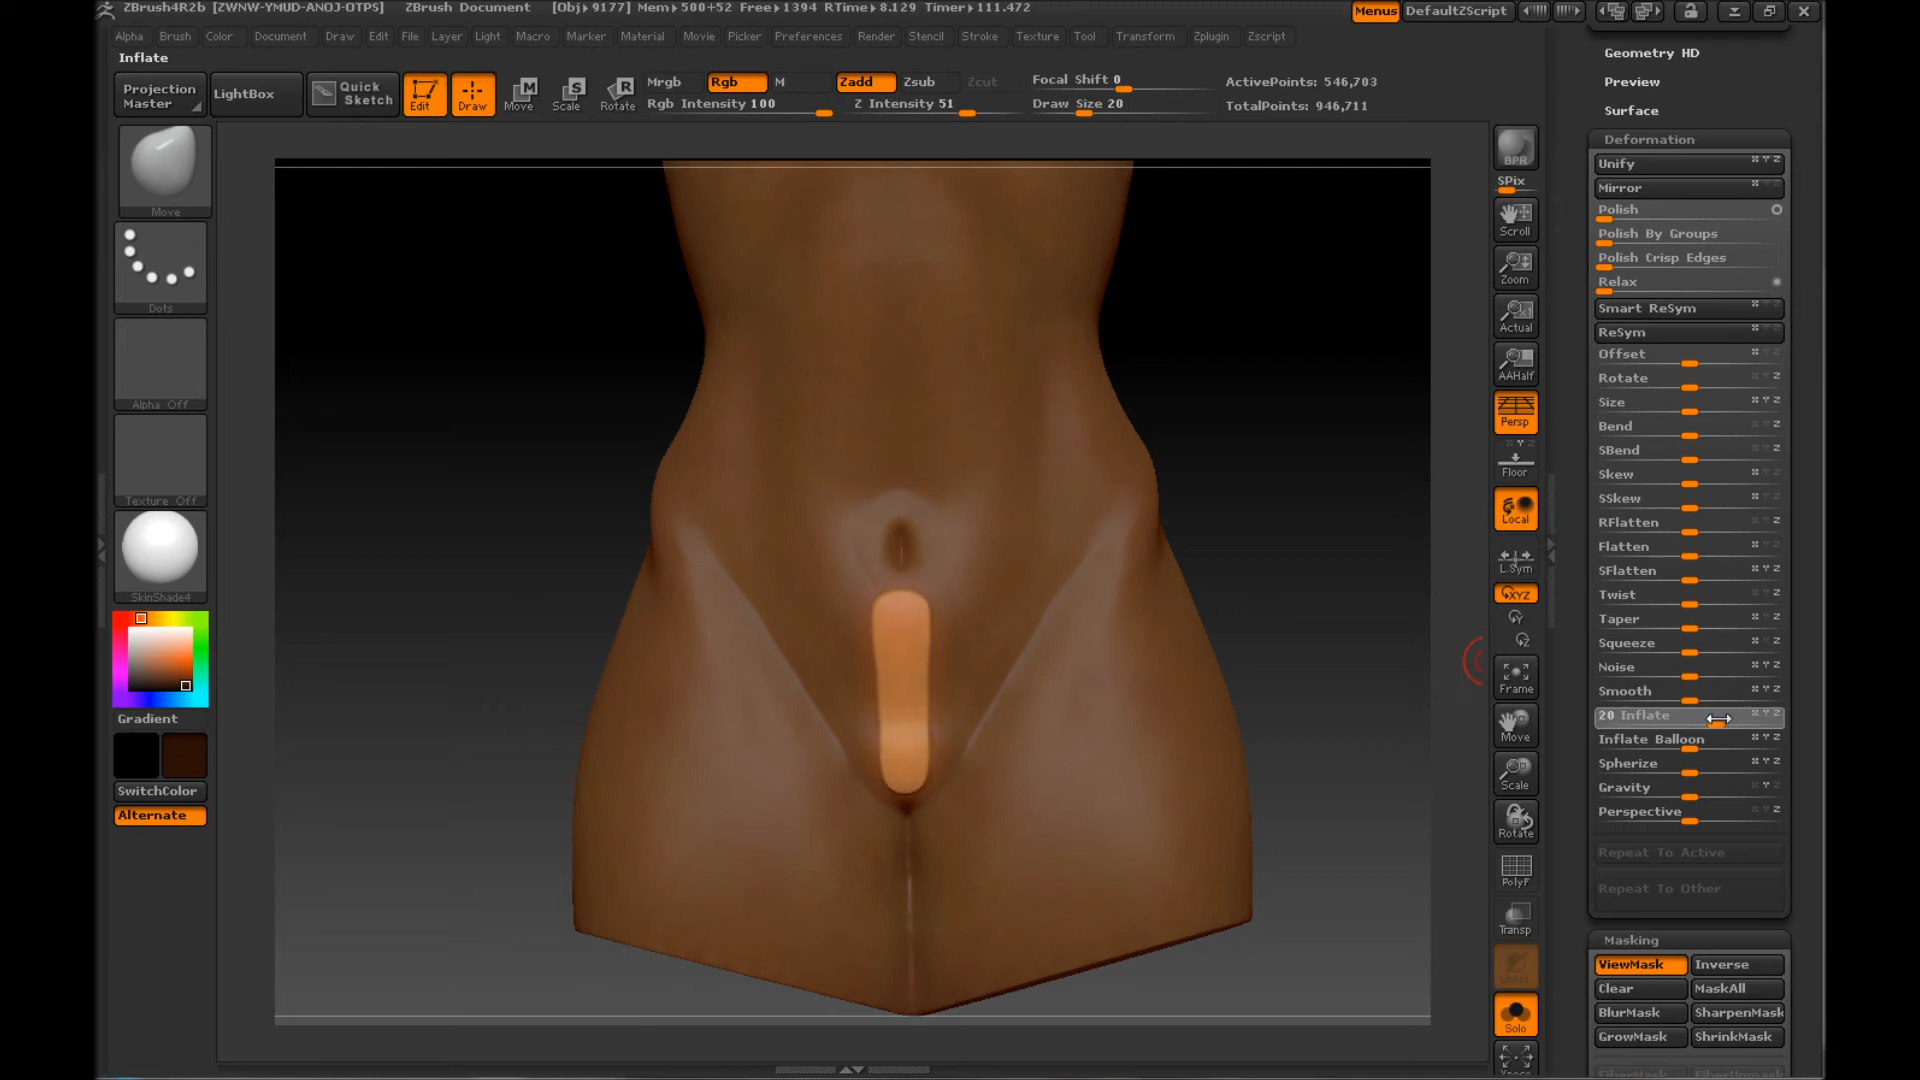 ZBrush4R2b [ZWNW-YMUD-ANOJ-OTPS] ZBrush Document [Obj▸ 9177] Mem▸500+52 Free▸1394 RTime▸8.129 Timer▸111.472 Menus DefaultZScript
Alpha Brush Color Document Draw Edit File Layer Light Macro Marker Material Movie Picker Preferences Render Stencil Stroke Texture Tool Transform Zplugin Zscript
Inflate
Projection Master LightBox Quick Sketch Edit Draw Move Scale Rotate
Mrgb Rgb M Zadd Zsub Zcut Focal Shift 0 ActivePoints: 546,703
Rgb Intensity 100 Z Intensity 51 Draw Size 20 TotalPoints: 946,711
Move
Dots
Alpha Off
Texture Off
SkinShade4
Gradient
SwitchColor
Alternate
BPR
SPix
Scroll
Zoom
Actual
AAHalf
Persp
Floor
Local
L.Sym
XYZ
Frame
Move
Scale
Rotate
PolyF
Transp
Ghost
Solo
Xpose
Geometry HD
Preview
Surface
Deformation
Unify
Mirror
Polish
Polish By Groups
Polish Crisp Edges
Relax
Smart ReSym
ReSym
Offset
Rotate
Size
Bend
SBend
Skew
SSkew
RFlatten
Flatten
SFlatten
Twist
Taper
Squeeze
Noise
Smooth
20 Inflate
Inflate Balloon
Spherize
Gravity
Perspective
Repeat To Active
Repeat To Other
Masking
ViewMask Inverse
Clear MaskAll
BlurMask SharpenMask
GrowMask ShrinkMask
FiberMask FiberUnmask